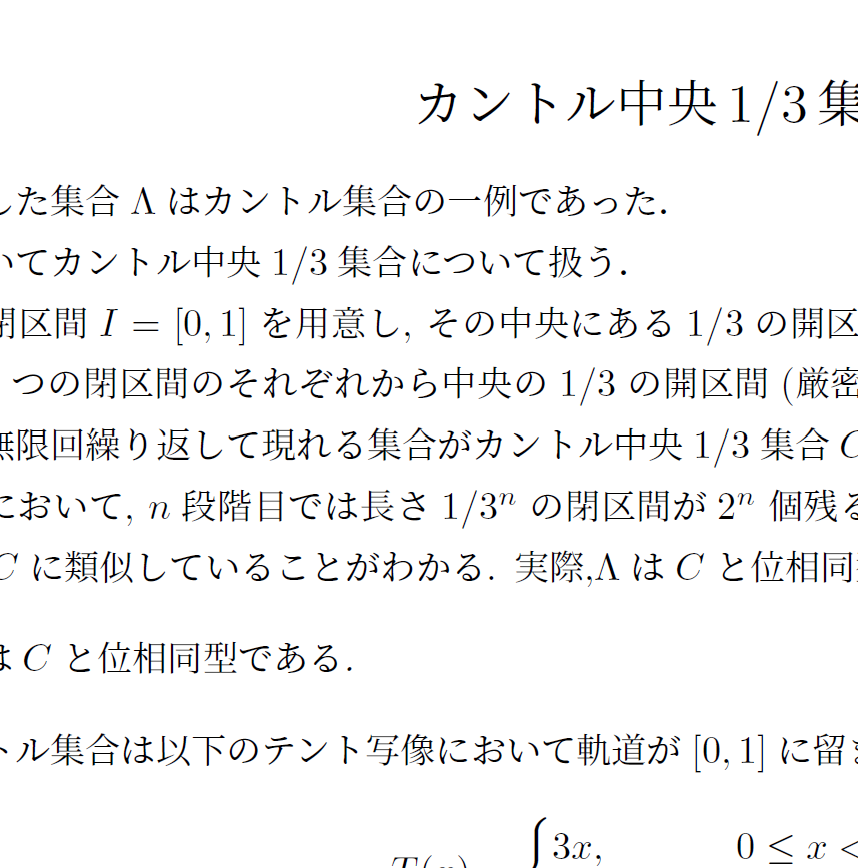 カントル中央 1/3 集
した集合 Λ はカントル集合の一例であった.
いてカントル中央 1/3 集合について扱う.
閉区間 I = [0, 1] を用意し, その中央にある 1/3 の開区
つの閉区間のそれぞれから中央の 1/3 の開区間 (厳密
無限回繰り返して現れる集合がカントル中央 1/3 集合 C
において, n 段階目では長さ 1/3ⁿ の閉区間が 2ⁿ 個残る
C に類似していることがわかる. 実際,Λ は C と位相同
は C と位相同型である.
トル集合は以下のテント写像において軌道が [0, 1] に留ま
T(x) { 3x, 0 ≤ x <